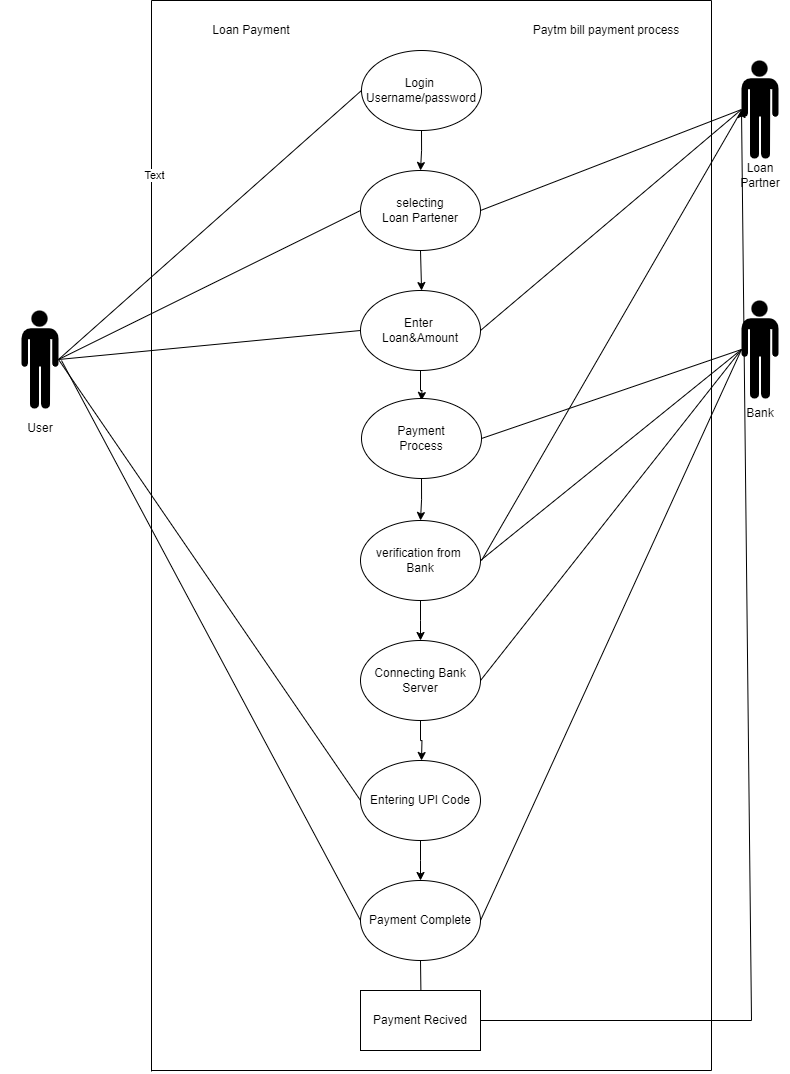 Loan Payment
Paytm bill payment process
Login
Username/password
Loan
Partner
Text
selecting
Loan Partener
Enter
Loan&Amount
Bank
User
Payment
Process
verification from
Bank
Connecting Bank
Server
Entering UPI Code
Payment Complete
Payment Recived